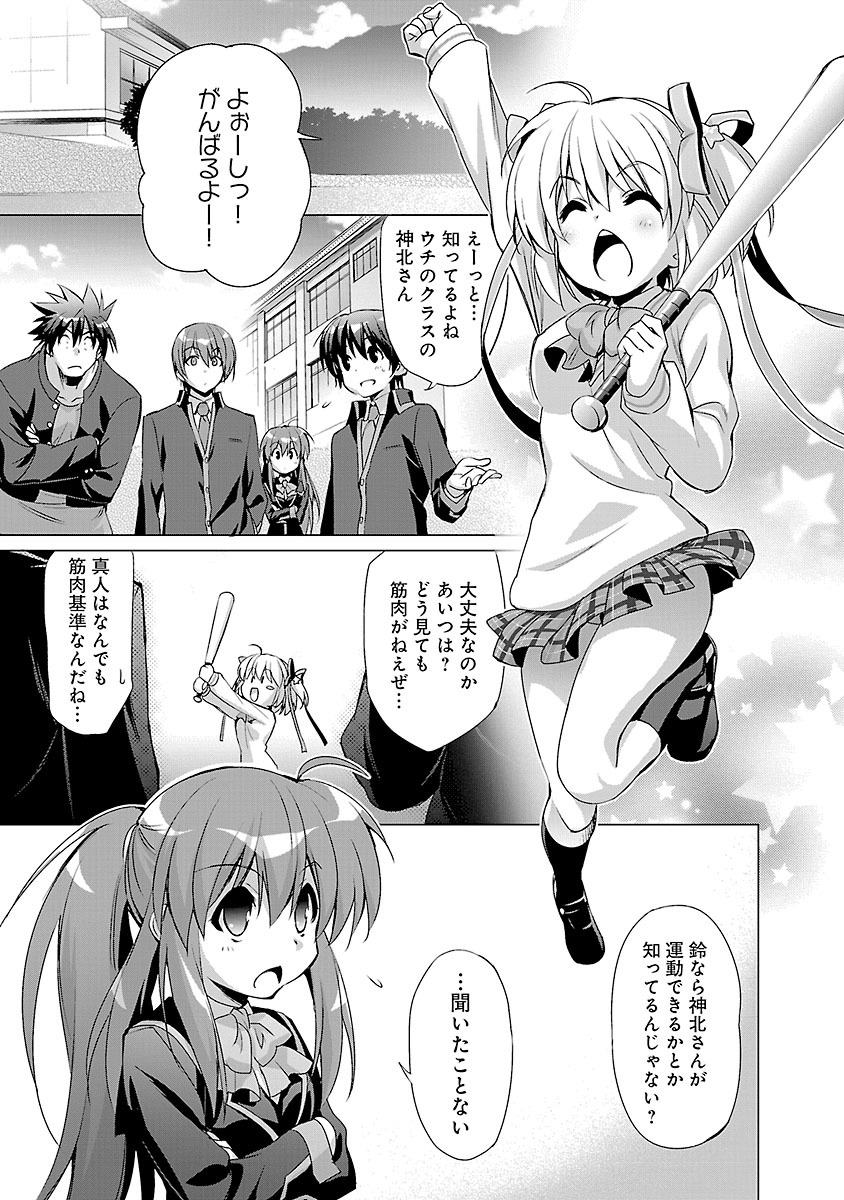 よぉーしっ！
がんばるよー！
えーっと…
知ってるよね
ウチのクラスの
神北さん
大丈夫なのか
あいつは？
どう見ても
筋肉がねえぜ…
真人はなんでも
筋肉基準なんだね…
鈴なら神北さんが
運動できるかとか
知ってるんじゃない？
…聞いたことない